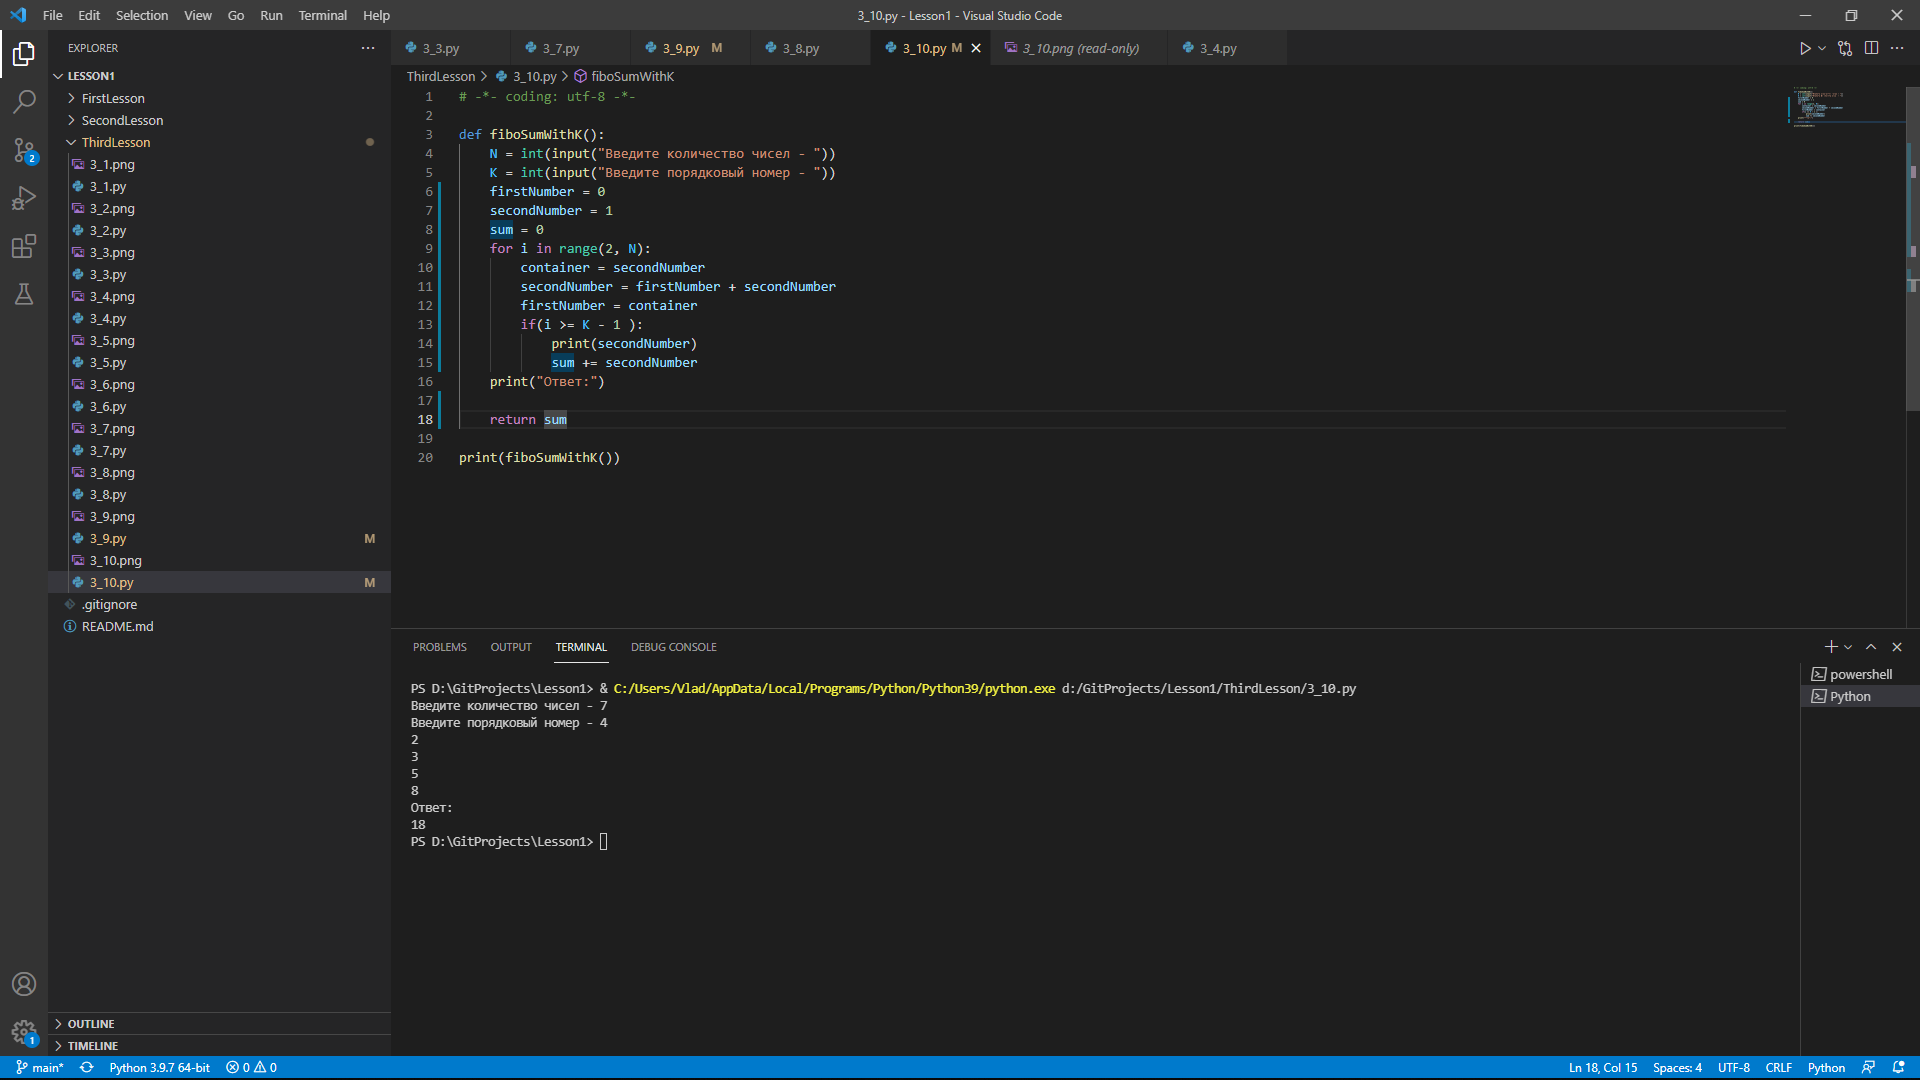 File Edit Selection View Go Run Terminal Help
3_10.py - Lesson1 - Visual Studio Code
EXPLORER
LESSON1
FirstLesson
SecondLesson
ThirdLesson
3_1.png
3_1.py
3_2.png
3_2.py
3_3.png
3_3.py
3_4.png
3_4.py
3_5.png
3_5.py
3_6.png
3_6.py
3_7.png
3_7.py
3_8.png
3_8.py
3_9.png
3_9.py M
3_10.png
3_10.py M
.gitignore
README.md
OUTLINE
TIMELINE
2
1
3_3.py 3_7.py 3_9.py M 3_8.py 3_10.py M 3_10.png (read-only) 3_4.py
ThirdLesson > 3_10.py > fiboSumWithK
1 # -*- coding: utf-8 -*-
2
3 def fiboSumWithK():
4 N = int(input("Введите количество чисел - "))
5 K = int(input("Введите порядковый номер - "))
6 firstNumber = 0
7 secondNumber = 1
8 sum = 0
9 for i in range(2, N):
10 container = secondNumber
11 secondNumber = firstNumber + secondNumber
12 firstNumber = container
13 if(i >= K - 1 ):
14 print(secondNumber)
15 sum += secondNumber
16 print("Ответ:")
17
18 return sum
19
20 print(fiboSumWithK())
PROBLEMS OUTPUT TERMINAL DEBUG CONSOLE
PS D:\GitProjects\Lesson1> & C:/Users/Vlad/AppData/Local/Programs/Python/Python39/python.exe d:/GitProjects/Lesson1/ThirdLesson/3_10.py
Введите количество чисел - 7
Введите порядковый номер - 4
2
3
5
8
Ответ:
18
PS D:\GitProjects\Lesson1>
powershell
Python
main* Python 3.9.7 64-bit 0 0 Ln 18, Col 15 Spaces: 4 UTF-8 CRLF Python